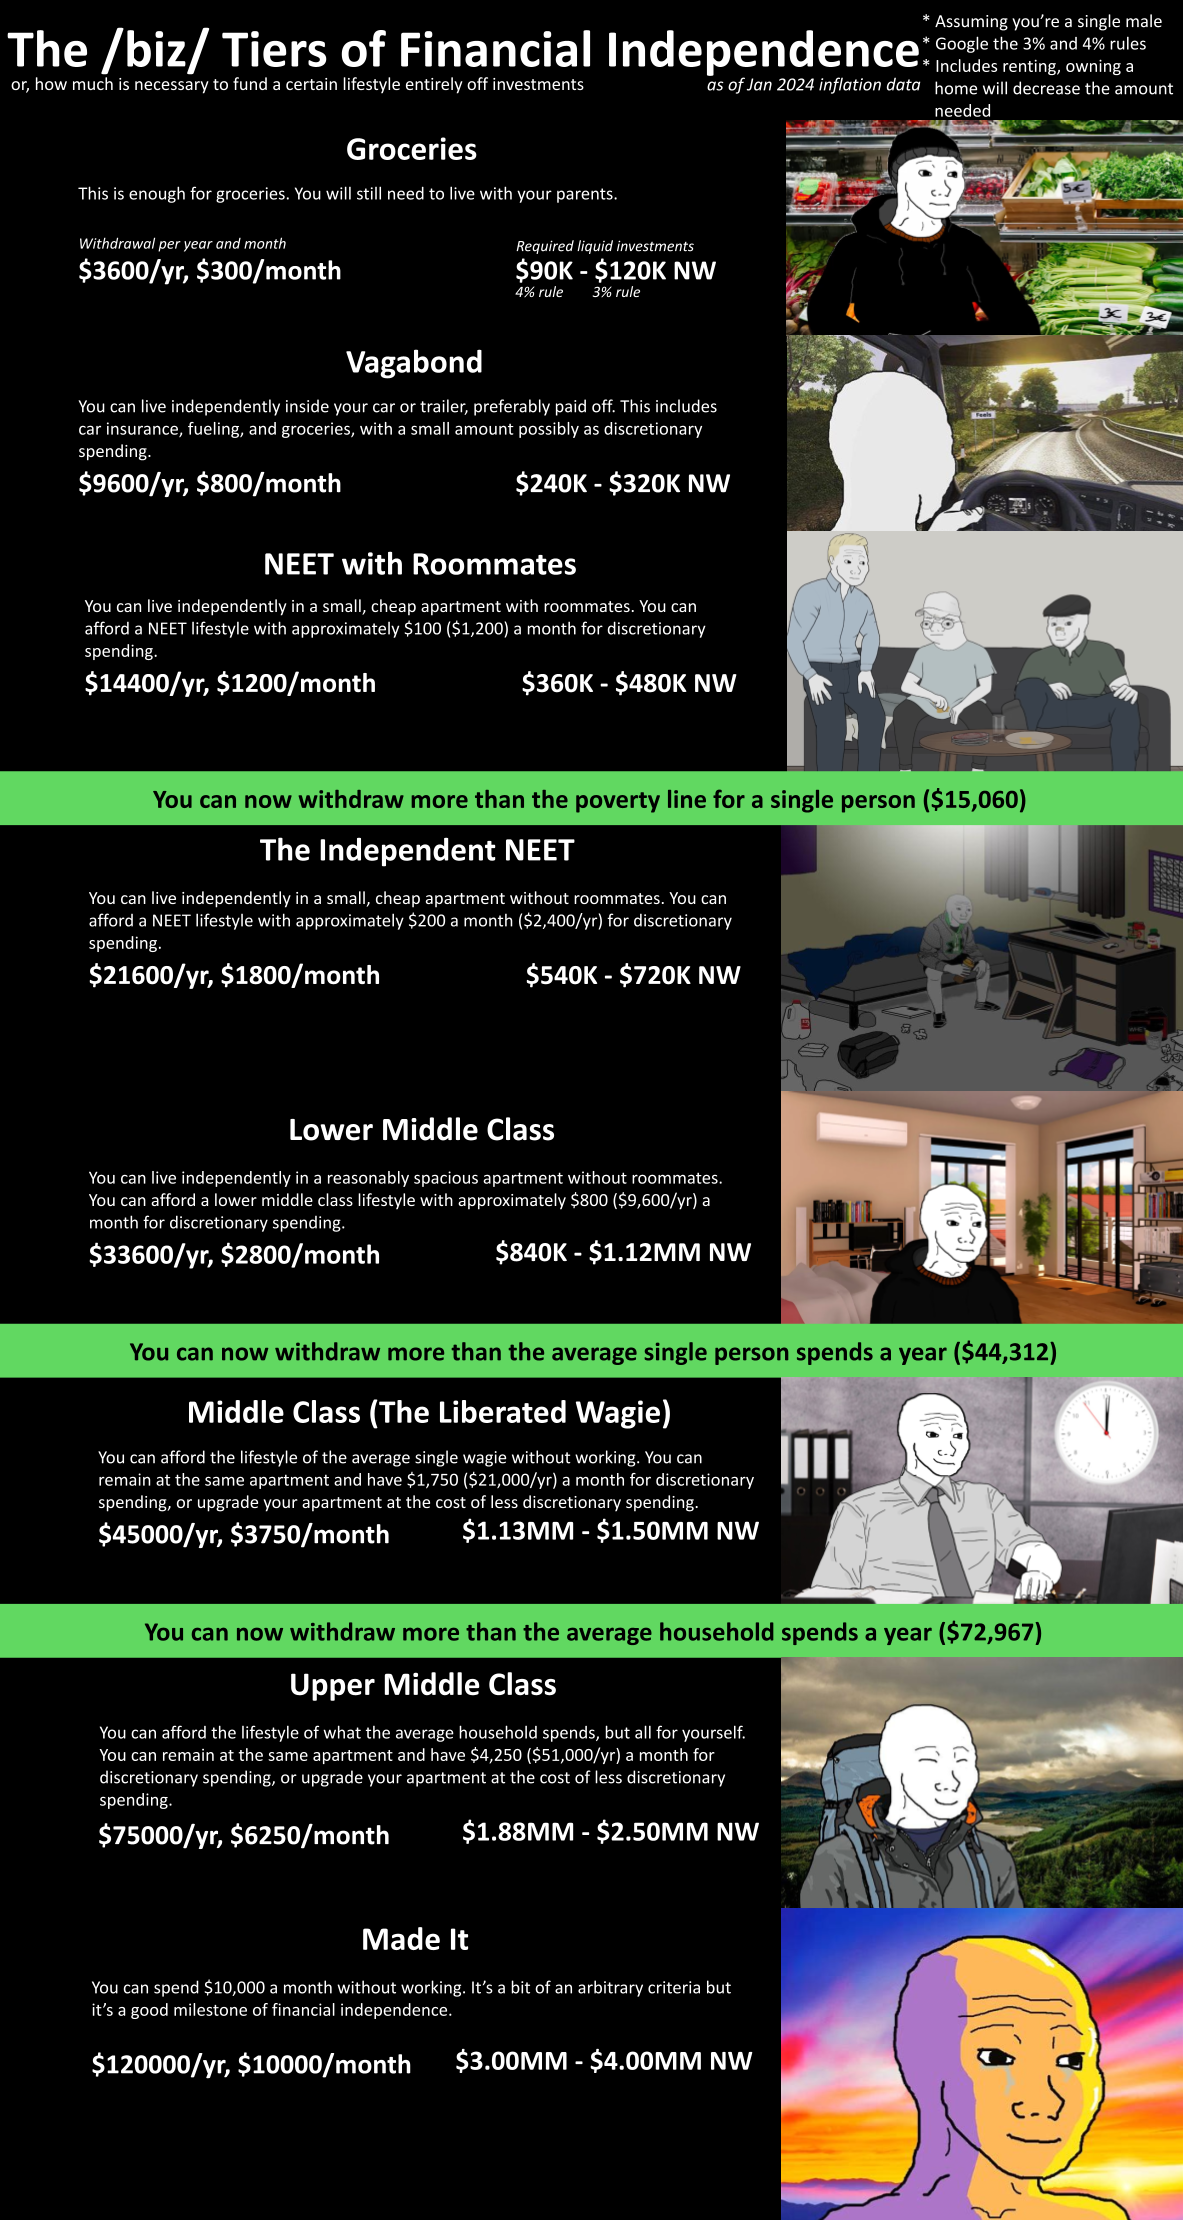 The /biz/ Tiers of Financial Independence
or, how much is necessary to fund a certain lifestyle entirely off investments
as of Jan 2024 inflation data
* Assuming you're a single male
* Google the 3% and 4% rules
* Includes renting, owning a
home will decrease the amount
needed
Groceries
This is enough for groceries. You will still need to live with your parents.
Withdrawal per year and month
$3600/yr, $300/month
Required liquid investments
$90K - $120K NW
4% rule 3% rule
5€
3€ 3€
Vagabond
You can live independently inside your car or trailer, preferably paid off. This includes
car insurance, fueling, and groceries, with a small amount possibly as discretionary
spending.
$9600/yr, $800/month
$240K - $320K NW
Feels
NEET with Roommates
You can live independently in a small, cheap apartment with roommates. You can
afford a NEET lifestyle with approximately $100 ($1,200) a month for discretionary
spending.
$14400/yr, $1200/month
$360K - $480K NW
You can now withdraw more than the poverty line for a single person ($15,060)
The Independent NEET
You can live independently in a small, cheap apartment without roommates. You can
afford a NEET lifestyle with approximately $200 a month ($2,400/yr) for discretionary
spending.
$21600/yr, $1800/month
$540K - $720K NW
Lower Middle Class
You can live independently in a reasonably spacious apartment without roommates.
You can afford a lower middle class lifestyle with approximately $800 ($9,600/yr) a
month for discretionary spending.
$33600/yr, $2800/month
$840K - $1.12MM NW
You can now withdraw more than the average single person spends a year ($44,312)
Middle Class (The Liberated Wagie)
You can afford the lifestyle of the average single wagie without working. You can
remain at the same apartment and have $1,750 ($21,000/yr) a month for discretionary
spending, or upgrade your apartment at the cost of less discretionary spending.
$45000/yr, $3750/month
$1.13MM - $1.50MM NW
You can now withdraw more than the average household spends a year ($72,967)
Upper Middle Class
You can afford the lifestyle of what the average household spends, but all for yourself.
You can remain at the same apartment and have $4,250 ($51,000/yr) a month for
discretionary spending, or upgrade your apartment at the cost of less discretionary
spending.
$75000/yr, $6250/month
$1.88MM - $2.50MM NW
Made It
You can spend $10,000 a month without working. It's a bit of an arbitrary criteria but
it's a good milestone of financial independence.
$120000/yr, $10000/month
$3.00MM - $4.00MM NW